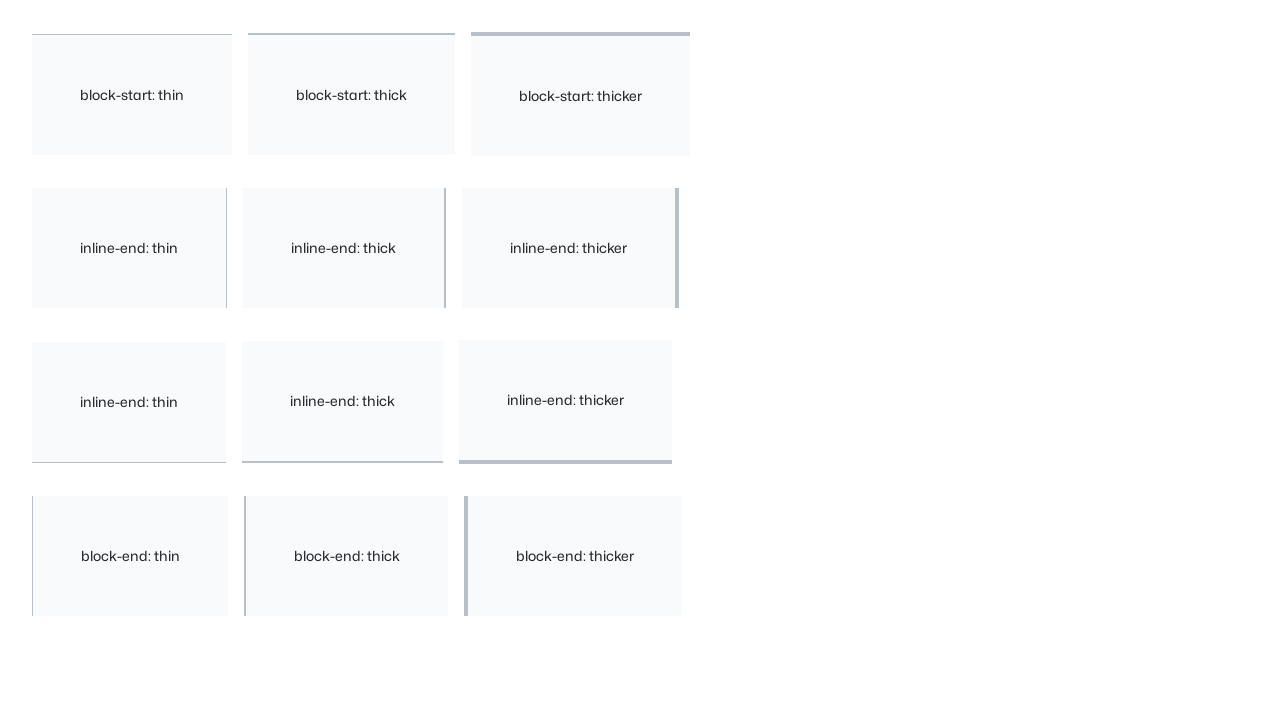 block-start: thin
block-start: thick
block-start: thicker
inline-end: thin
inline-end: thick
inline-end: thicker
inline-end: thin
inline-end: thick
inline-end: thicker
block-end: thin
block-end: thick
block-end: thicker